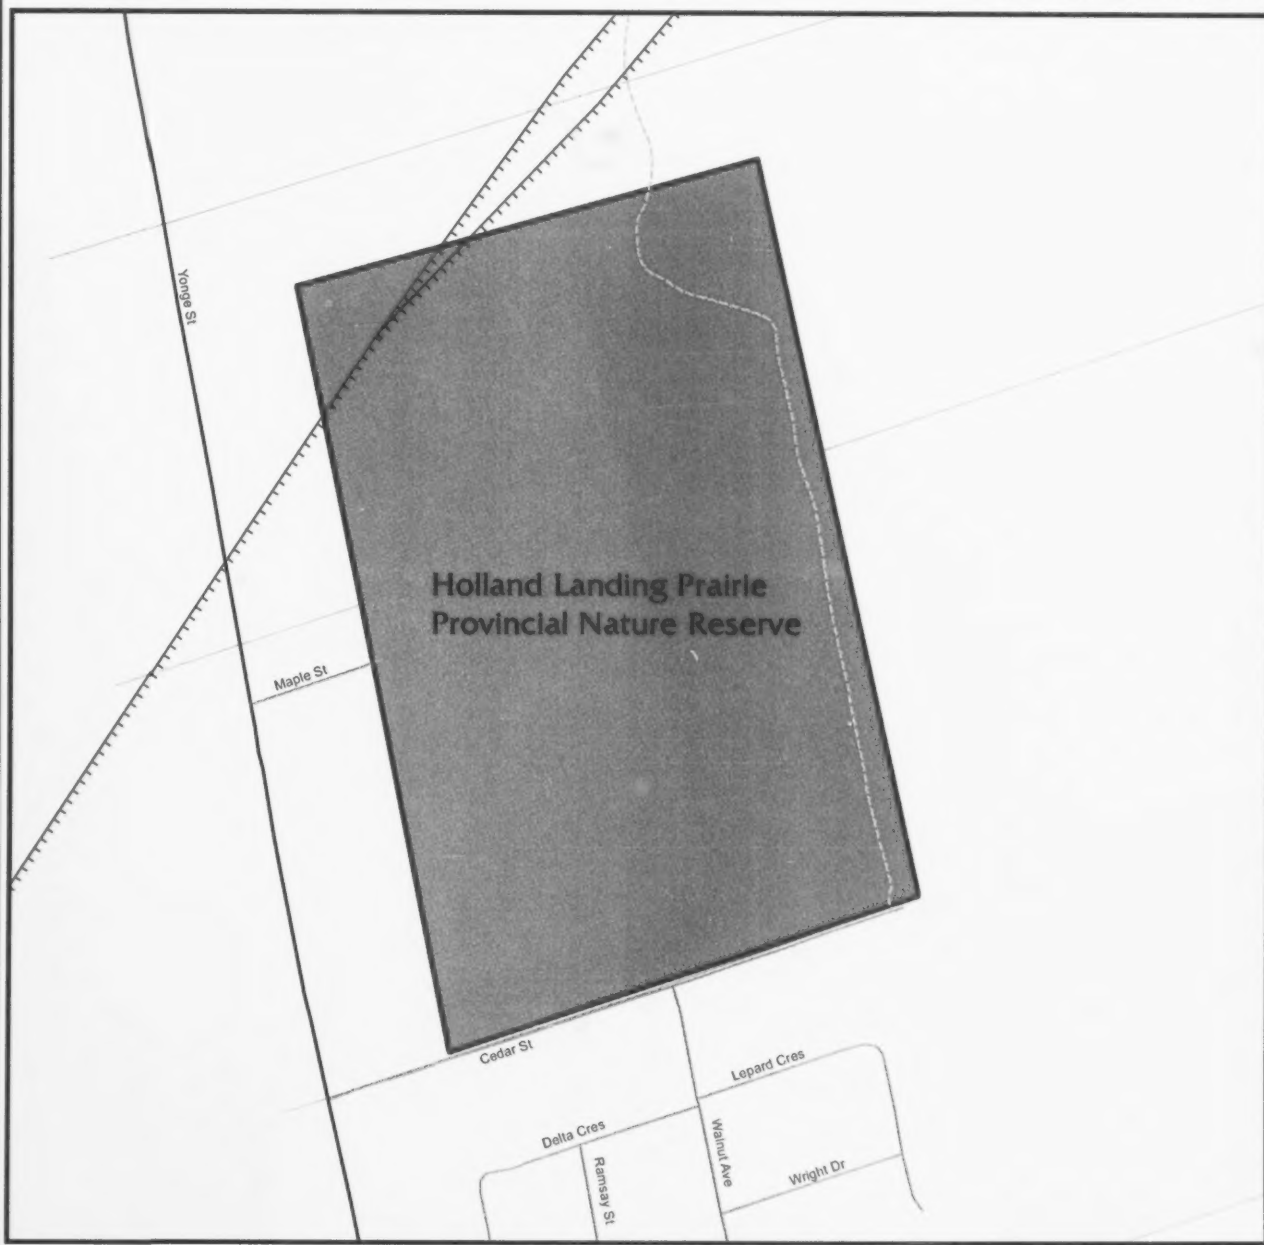 Yonge St
Holland Landing Prairie
Provincial Nature Reserve
Maple St
Cedar St
Lepard Cres
Delta Cres
Walnut Ave
Ramsay St
Wright Dr